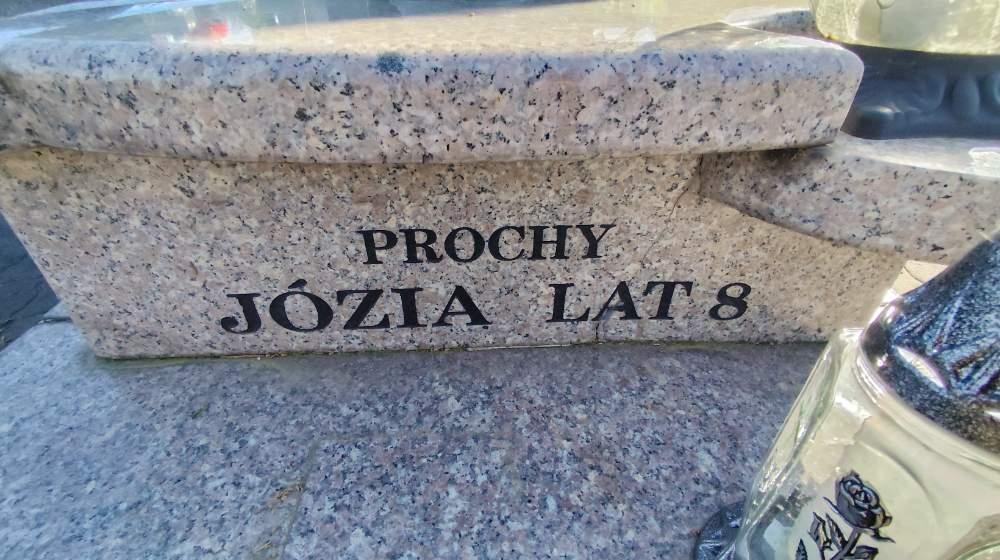 PROCHY
JÓZIA LAT 8